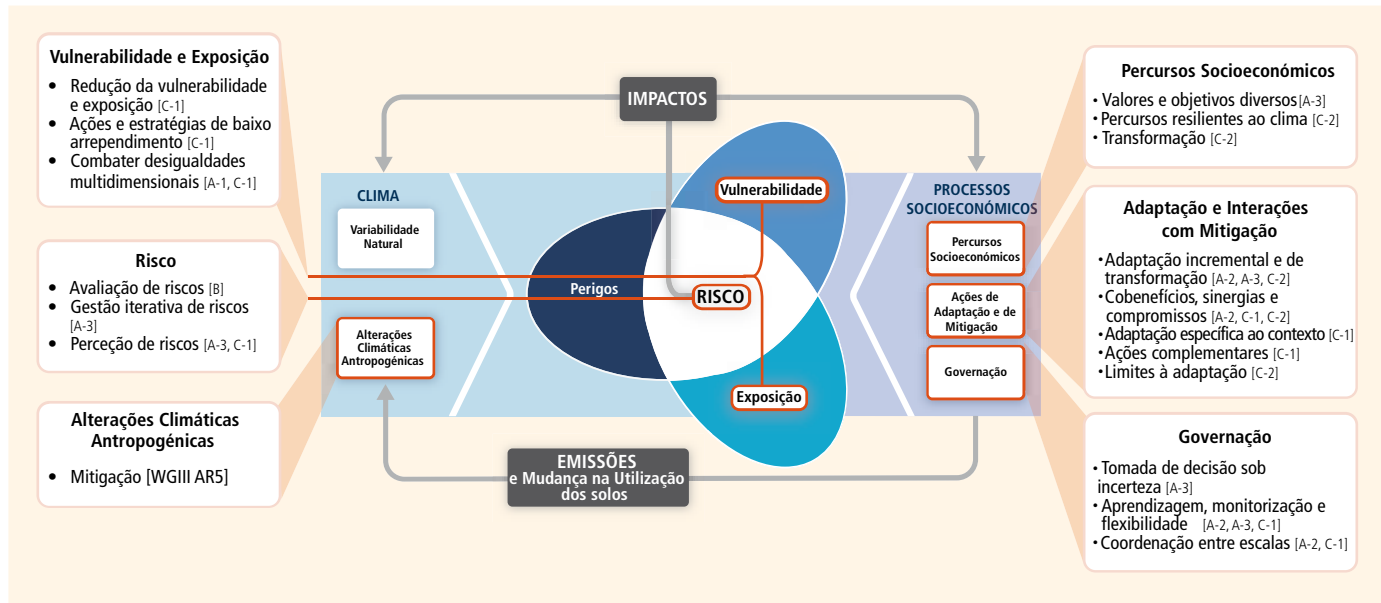 Vulnerabilidade e Exposição
• Redução da vulnerabilidade
e exposição [C-1]
• Ações e estratégias de baixo
arrependimento [C-1]
• Combater desigualdades
multidimensionais [A-1, C-1]
Risco
• Avaliação de riscos [B]
• Gestão iterativa de riscos
[A-3]
• Perceção de riscos [A-3, C-1]
Alterações Climáticas
Antropogénicas
• Mitigação [WGIII AR5]
IMPACTOS
CLIMA
Variabilidade
Natural
Alterações
Climáticas
Antropogénicas
Perigos
Vulnerabilidade
RISCO
Exposição
EMISSÕES
e Mudança na Utilização
dos solos
PROCESSOS
SOCIOECONÓMICOS
Percursos
Socioeconómicos
Ações de
Adaptação e de
Mitigação
Governação
Percursos Socioeconómicos
• Valores e objetivos diversos[A-3]
• Percursos resilientes ao clima [C-2]
• Transformação [C-2]
Adaptação e Interações
com Mitigação
•Adaptação incremental e de
transformação [A-2, A-3, C-2]
•Cobenefícios, sinergias e
compromissos [A-2, C-1, C-2]
•Adaptação específica ao contexto [C-1]
•Ações complementares [C-1]
•Limites à adaptação [C-2]
Governação
•Tomada de decisão sob
incerteza [A-3]
•Aprendizagem, monitorização e
flexibilidade [A-2, A-3, C-1]
•Coordenação entre escalas [A-2, C-1]